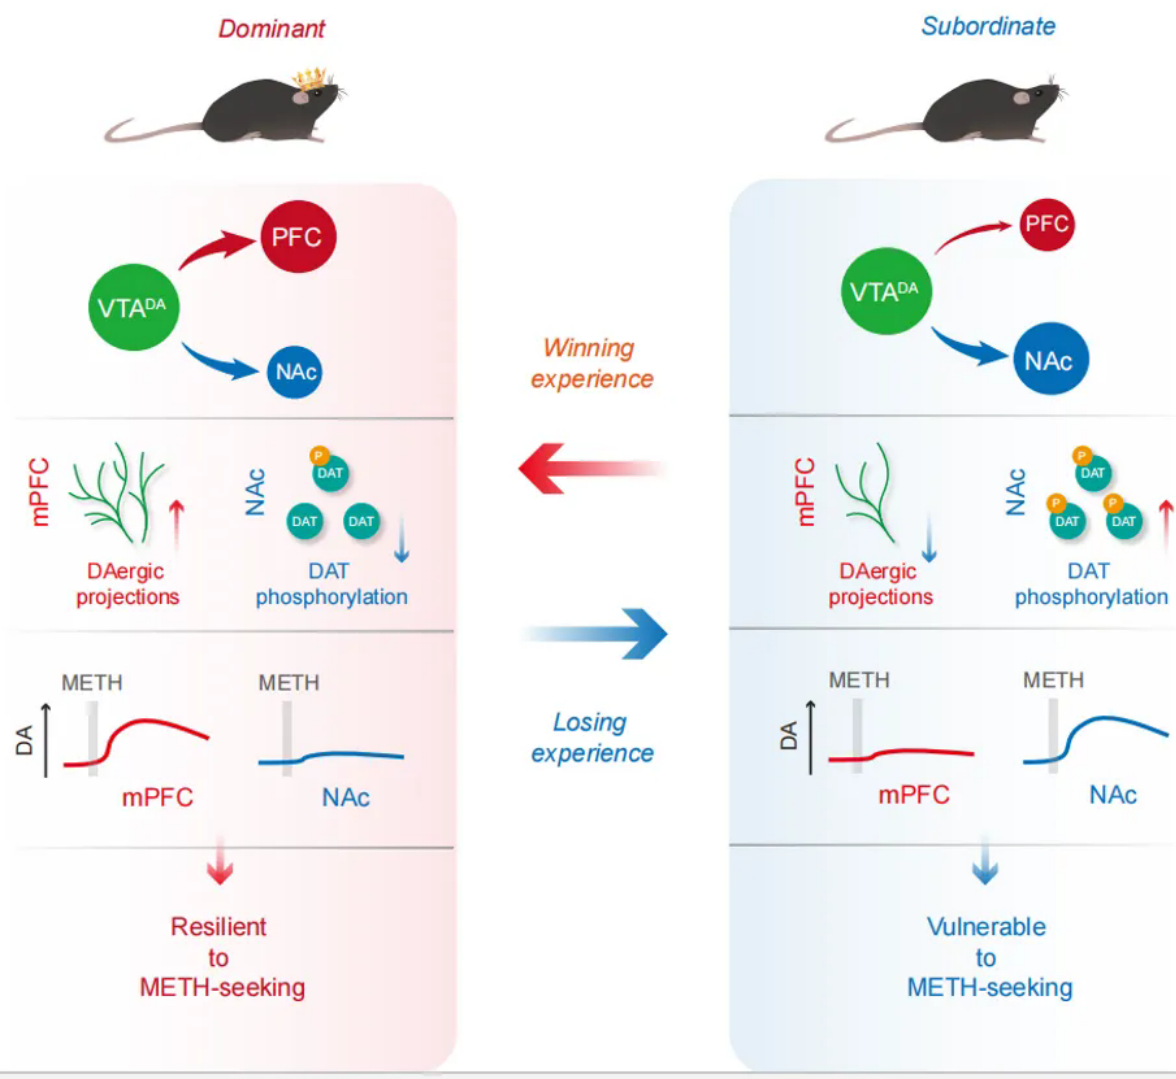 Dominant
PFC
VTADA
NAc
mPFC
DAergic
projections
NAc
P
DAT
DAT
DAT
DAT
phosphorylation
METH
METH
DA
mPFC
NAc
Resilient
to
METH-seeking
Winning
experience
Losing
experience
Subordinate
PFC
VTADA
NAc
mPFC
DAergic
projections
NAc
P
DAT
P
DAT
P
DAT
DAT
phosphorylation
METH
METH
DA
mPFC
NAc
Vulnerable
to
METH-seeking